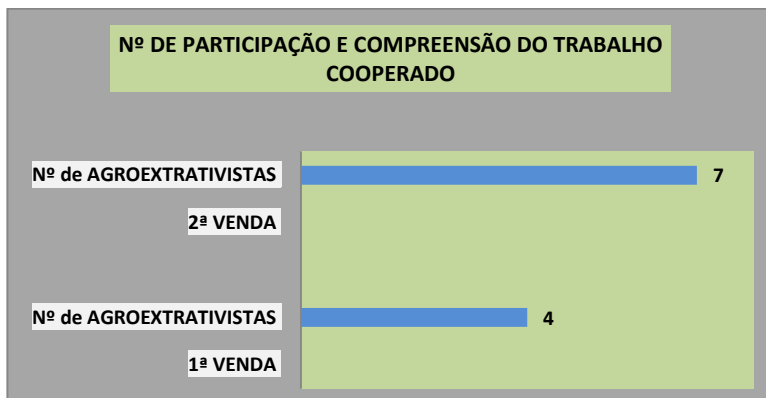 Nº DE PARTICIPAÇÃO E COMPREENSÃO DO TRABALHO
COOPERADO
Nº de AGROEXTRATIVISTAS
7
2ª VENDA
Nº de AGROEXTRATIVISTAS
4
1ª VENDA